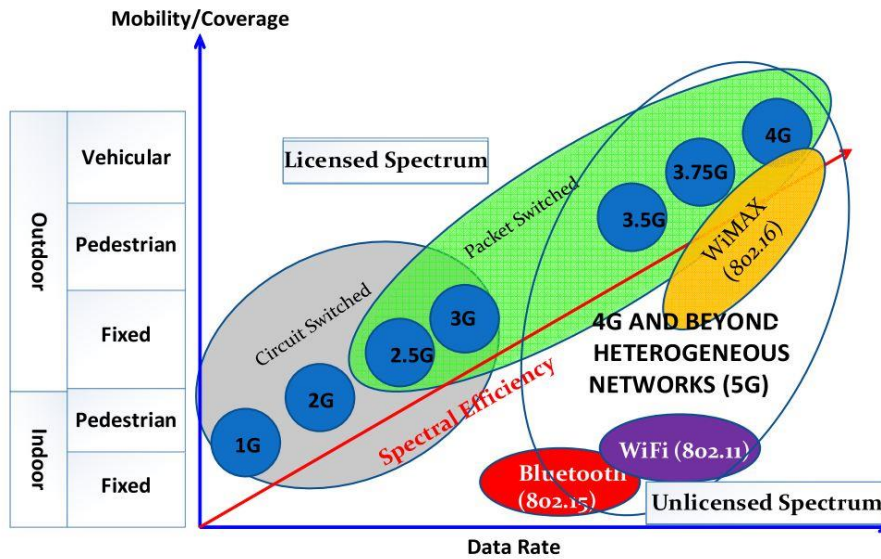 Mobility/Coverage
Outdoor
Vehicular
Pedestrian
Fixed
Indoor
Pedestrian
Fixed
Licensed Spectrum
Circuit Switched
Packet Switched
1G
2G
2.5G
3G
3.5G
3.75G
4G
WiMAX
(802.16)
Spectral Efficiency
4G AND BEYOND
HETEROGENEOUS
NETWORKS (5G)
WiFi (802.11)
Bluetooth
(802.15)
Unlicensed Spectrum
Data Rate